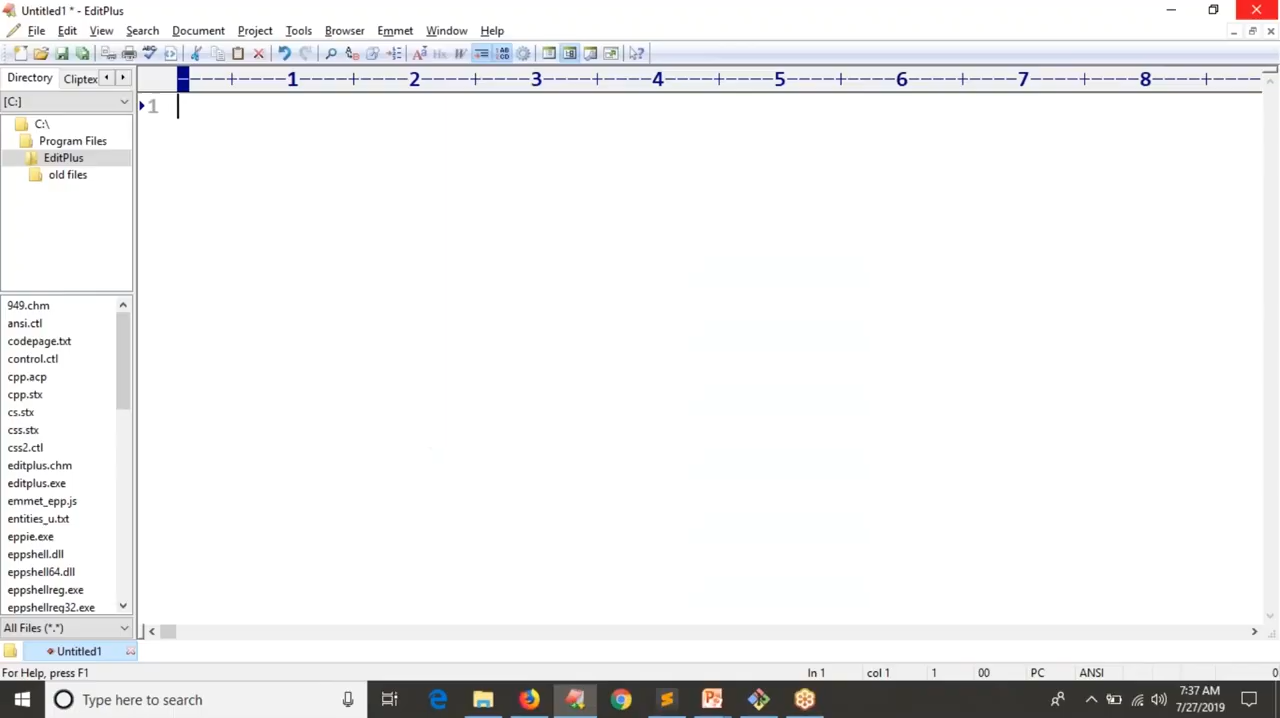 Untitled1 * - EditPlus
File Edit View Search Document Project Tools Browser Emmet Window Help
Directory Cliptex
[C:]
----+----1----+----2----+----3----+----4----+----5----+----6----+----7----+----8----+----
1
C:\
Program Files
EditPlus
old files
949.chm
ansi.ctl
codepage.txt
control.ctl
cpp.acp
cpp.stx
cs.stx
css.stx
css2.ctl
editplus.chm
editplus.exe
emmet_epp.js
entities_u.txt
eppie.exe
eppshell.dll
eppshell64.dll
eppshellreg.exe
eppshellreg32.exe
All Files (*.*)
Untitled1
For Help, press F1 ln 1 col 1 1 00 PC ANSI 0
Type here to search
7:37 AM
7/27/2019